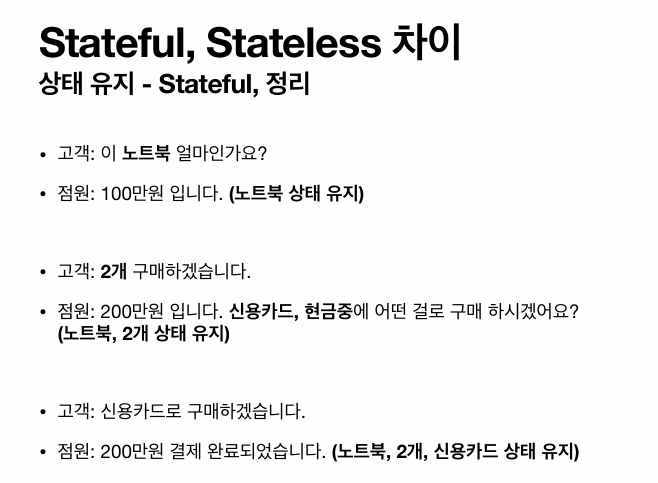 Stateful, Stateless 차이
상태 유지 - Stateful, 정리
• 고객: 이 노트북 얼마인가요?
• 점원: 100만원 입니다. (노트북 상태 유지)
• 고객: 2개 구매하겠습니다.
• 점원: 200만원 입니다. 신용카드, 현금중에 어떤 걸로 구매 하시겠어요?
(노트북, 2개 상태 유지)
• 고객: 신용카드로 구매하겠습니다.
• 점원: 200만원 결제 완료되었습니다. (노트북, 2개, 신용카드 상태 유지)